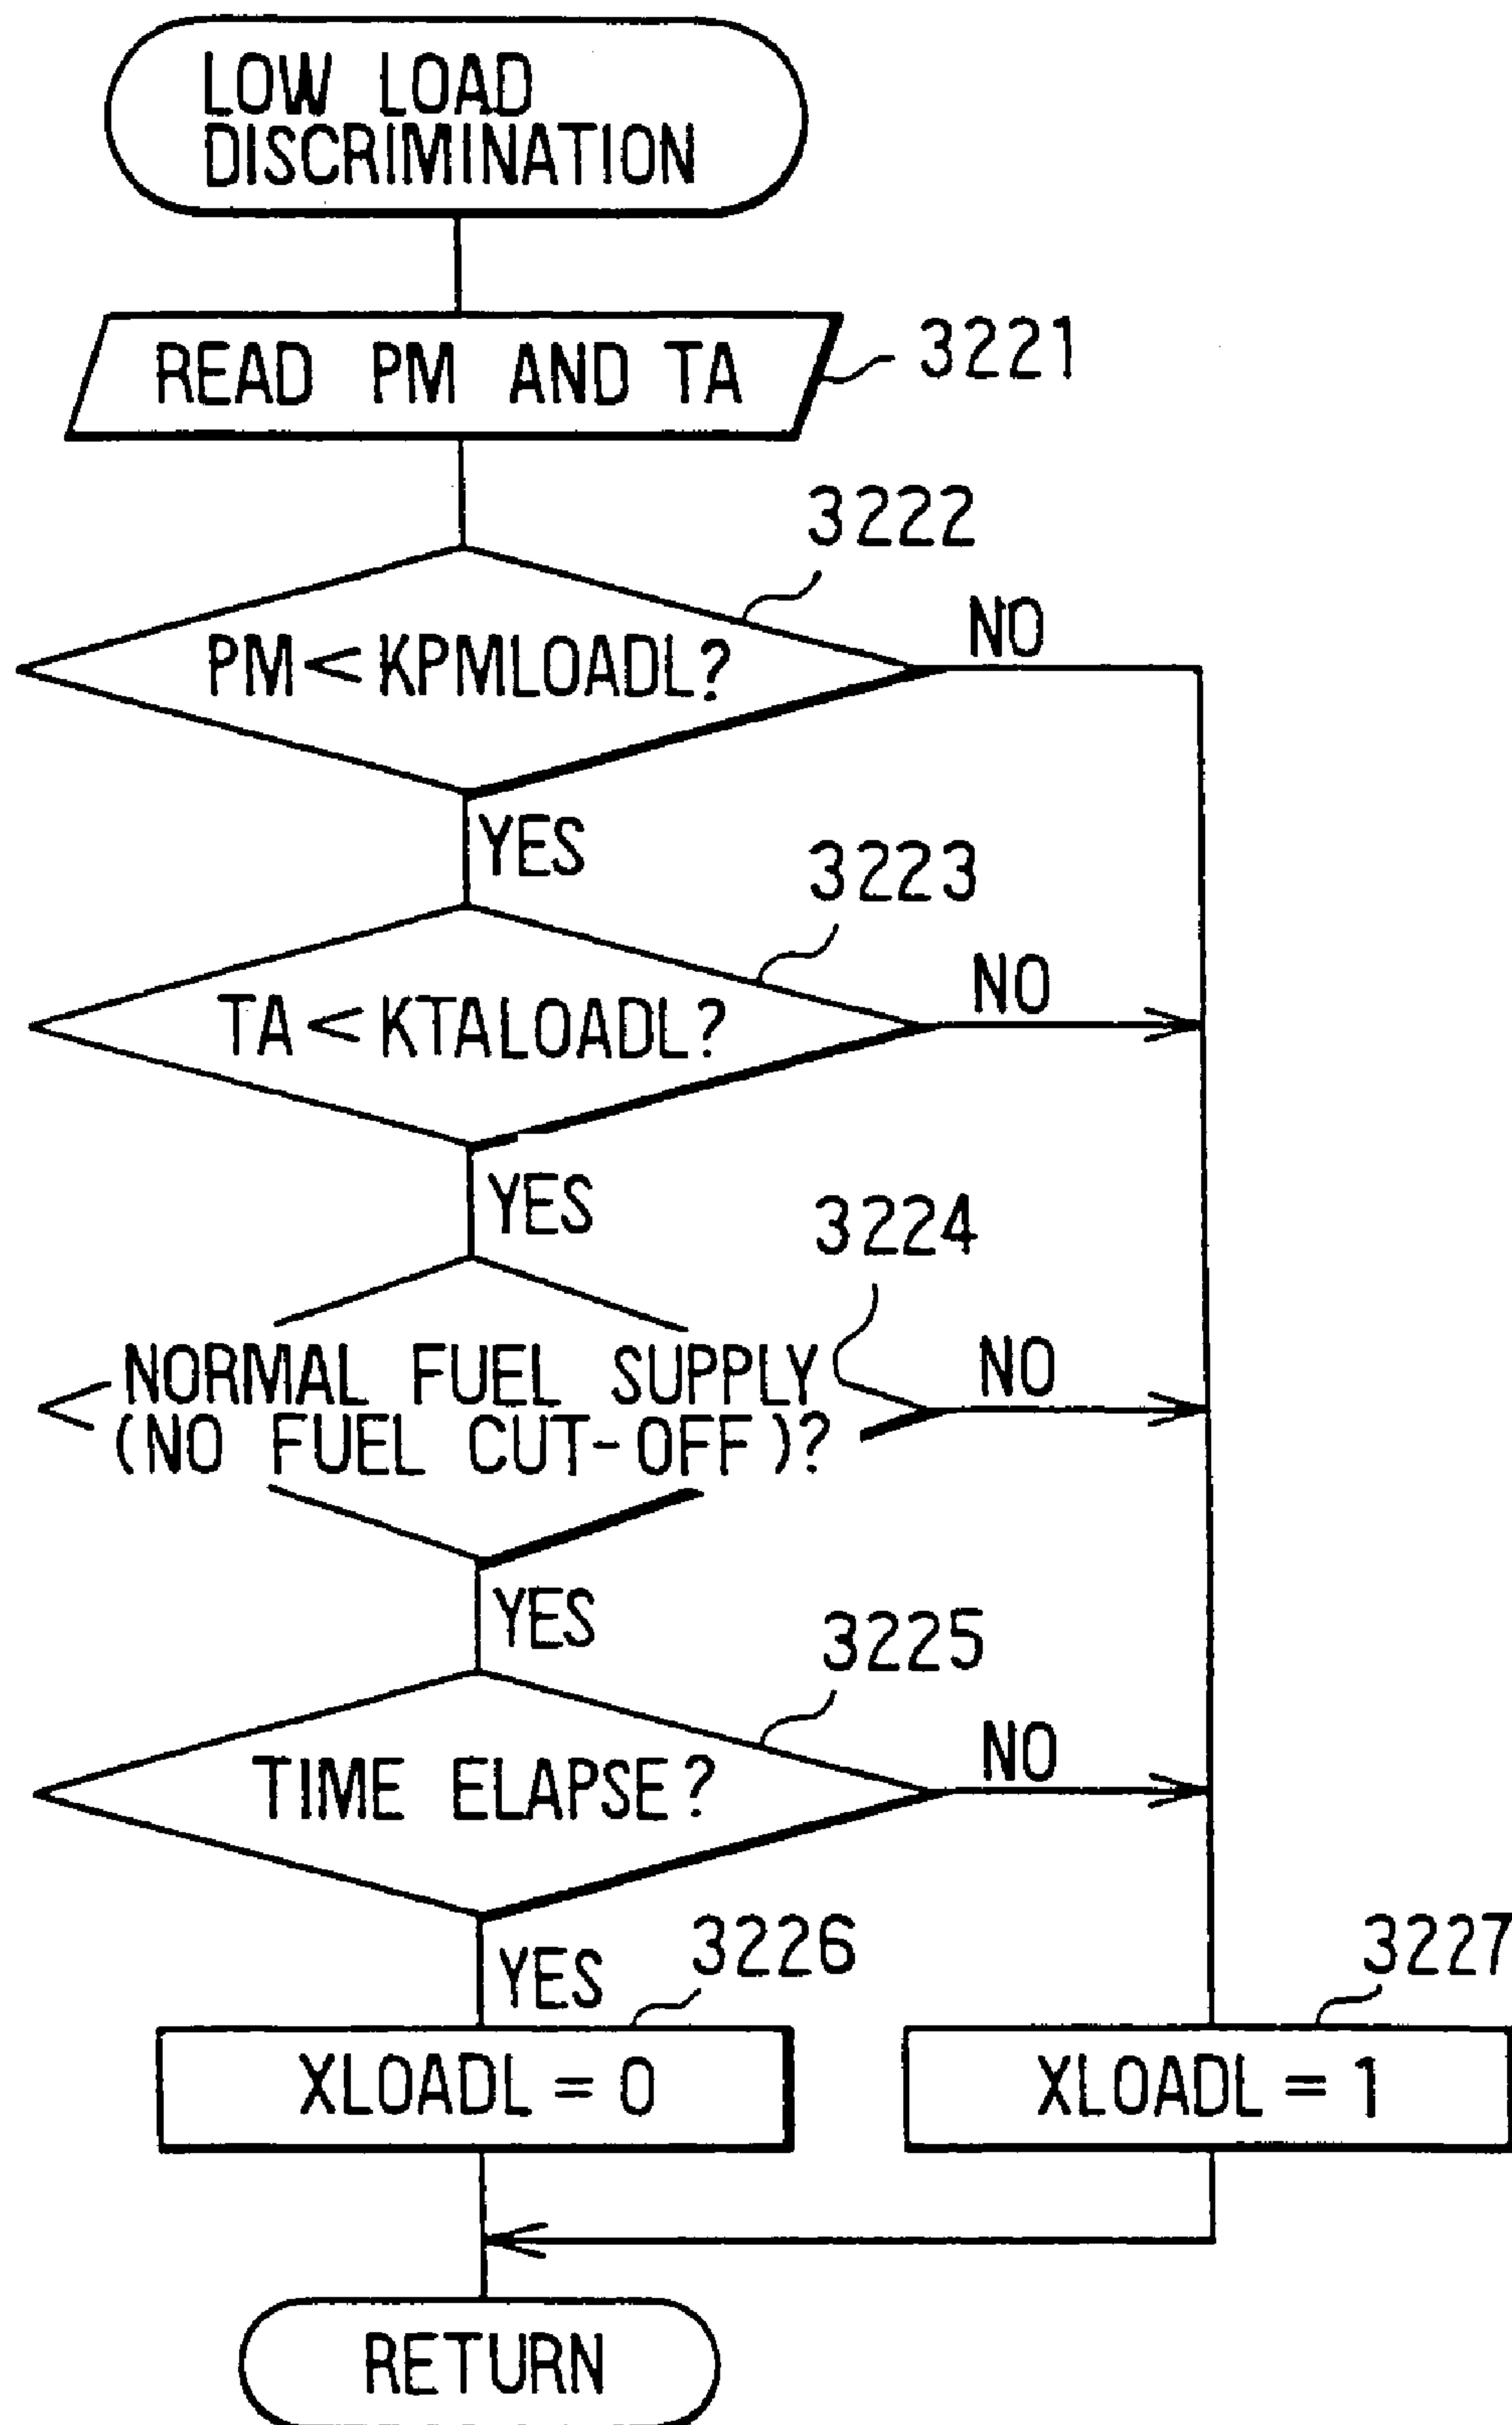 LOW LOAD
DISCRIMINATION
READ PM AND TA
3221
3222
PM < KPMLOADL?
NO
YES
3223
TA < KTALOADL?
NO
YES
3224
NORMAL FUEL SUPPLY
(NO FUEL CUT-OFF)?
NO
YES
3225
TIME ELAPSE?
NO
YES
3226
3227
XLOADL = 0
XLOADL = 1
RETURN